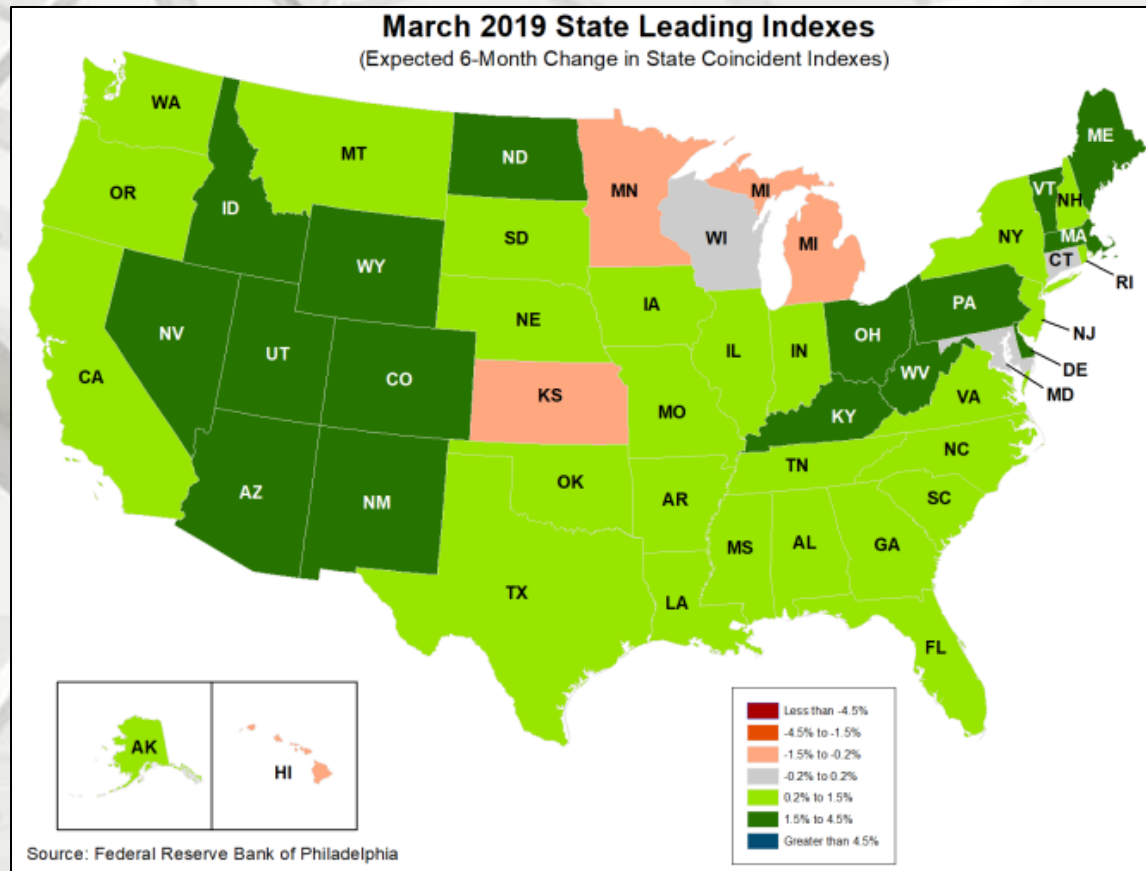 March 2019 State Leading Indexes
(Expected 6-Month Change in State Coincident Indexes)
WA
MT
ND
MN
MI
ME
VT
NH
OR
ID
SD
WI
MI
NY
MA
CT
RI
WY
IA
PA
NJ
NV
NE
IL
IN
OH
DE
UT
CO
WV
MD
CA
KS
MO
KY
VA
NC
TN
AZ
NM
OK
AR
SC
MS
AL
GA
TX
LA
FL
AK
HI
Less than -4.5%
-4.5% to -1.5%
-1.5% to -0.2%
-0.2% to 0.2%
0.2% to 1.5%
1.5% to 4.5%
Greater than 4.5%
Source: Federal Reserve Bank of Philadelphia